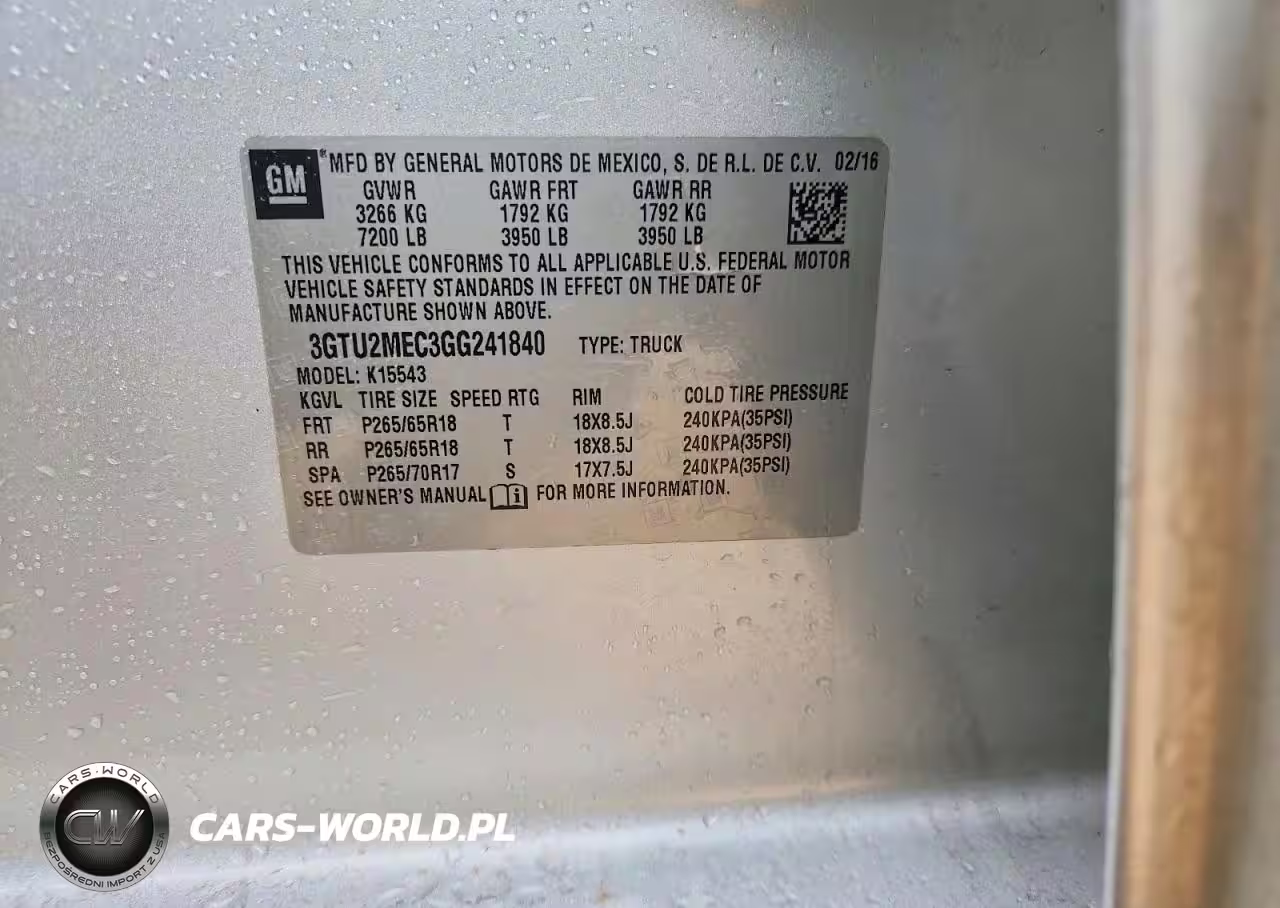 GM ® MFD BY GENERAL MOTORS DE MEXICO, S. DE R.L. DE C.V. 02/16
GVWR GAWR FRT GAWR RR
3266 KG 1792 KG 1792 KG
7200 LB 3950 LB 3950 LB
THIS VEHICLE CONFORMS TO ALL APPLICABLE U.S. FEDERAL MOTOR
VEHICLE SAFETY STANDARDS IN EFFECT ON THE DATE OF
MANUFACTURE SHOWN ABOVE.
3GTU2MEC3GG241840 TYPE: TRUCK
MODEL: K15543
KGVL TIRE SIZE SPEED RTG RIM COLD TIRE PRESSURE
FRT P265/65R18 T 18X8.5J 240KPA(35PSI)
RR P265/65R18 T 18X8.5J 240KPA(35PSI)
SPA P265/70R17 S 17X7.5J 240KPA(35PSI)
SEE OWNER'S MANUAL i FOR MORE INFORMATION.
CARS-WORLD
CW
BEZPOŚREDNI IMPORT Z USA
CARS-WORLD.PL